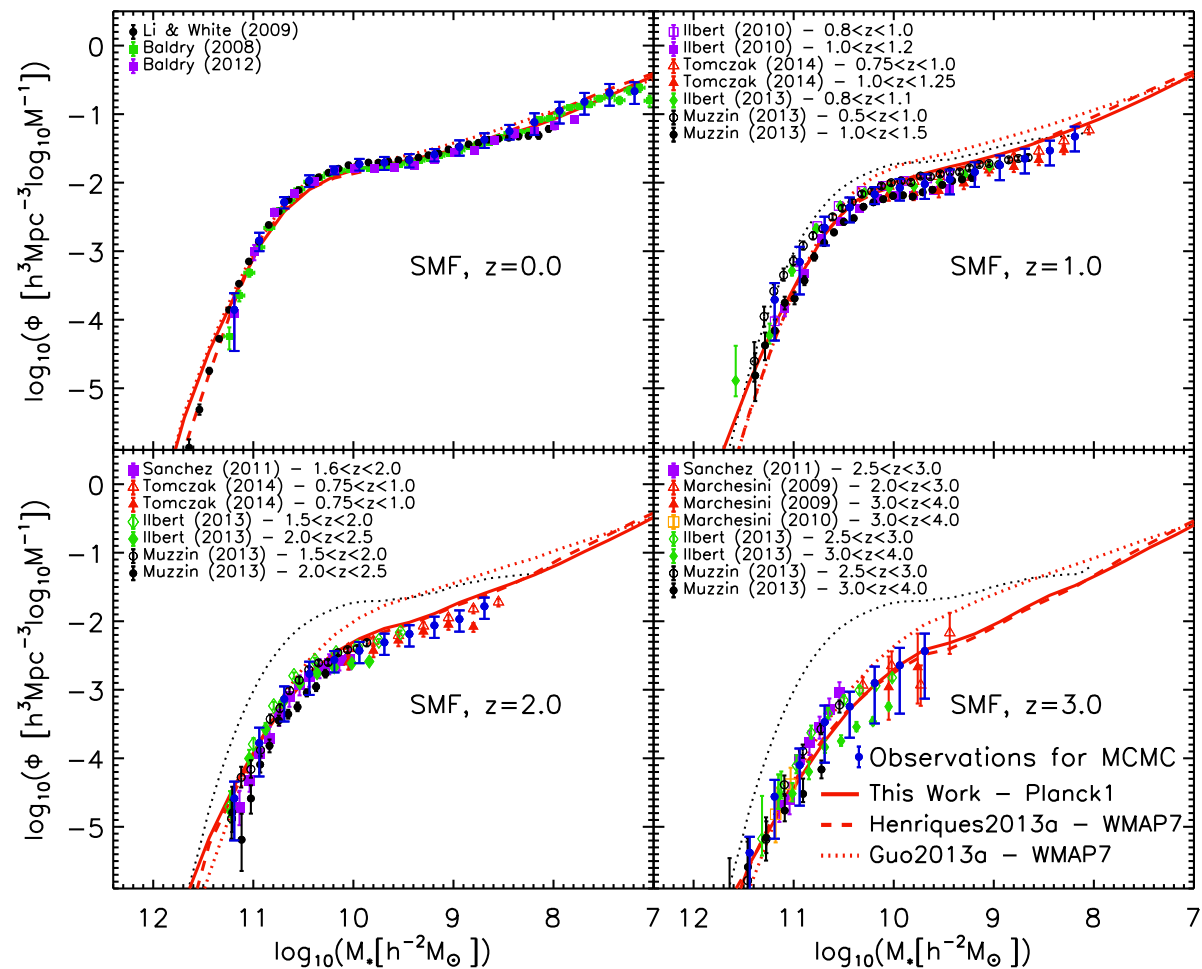 Li & White (2009)
Baldry (2008)
Baldry (2012)
SMF, z=0.0
0
−1
−2
−3
−4
−5
log₁₀(Φ [h³Mpc⁻³log₁₀M⁻¹])
Ilbert (2010) − 0.8<z<1.0
Ilbert (2010) − 1.0<z<1.2
Tomczak (2014) − 0.75<z<1.0
Tomczak (2014) − 1.0<z<1.25
Ilbert (2013) − 0.8<z<1.1
Muzzin (2013) − 0.5<z<1.0
Muzzin (2013) − 1.0<z<1.5
SMF, z=1.0
Sanchez (2011) − 1.6<z<2.0
Tomczak (2014) − 0.75<z<1.0
Tomczak (2014) − 0.75<z<1.0
Ilbert (2013) − 1.5<z<2.0
Ilbert (2013) − 2.0<z<2.5
Muzzin (2013) − 1.5<z<2.0
Muzzin (2013) − 2.0<z<2.5
SMF, z=2.0
0
−1
−2
−3
−4
−5
log₁₀(Φ [h³Mpc⁻³log₁₀M⁻¹])
12 11 10 9 8 7
log₁₀(M*[h⁻²M⊙])
Sanchez (2011) − 2.5<z<3.0
Marchesini (2009) − 2.0<z<3.0
Marchesini (2009) − 3.0<z<4.0
Marchesini (2010) − 3.0<z<4.0
Ilbert (2013) − 2.5<z<3.0
Ilbert (2013) − 3.0<z<4.0
Muzzin (2013) − 2.5<z<3.0
Muzzin (2013) − 3.0<z<4.0
SMF, z=3.0
Observations for MCMC
This Work − Planck1
Henriques2013a − WMAP7
Guo2013a − WMAP7
12 11 10 9 8 7
log₁₀(M*[h⁻²M⊙])